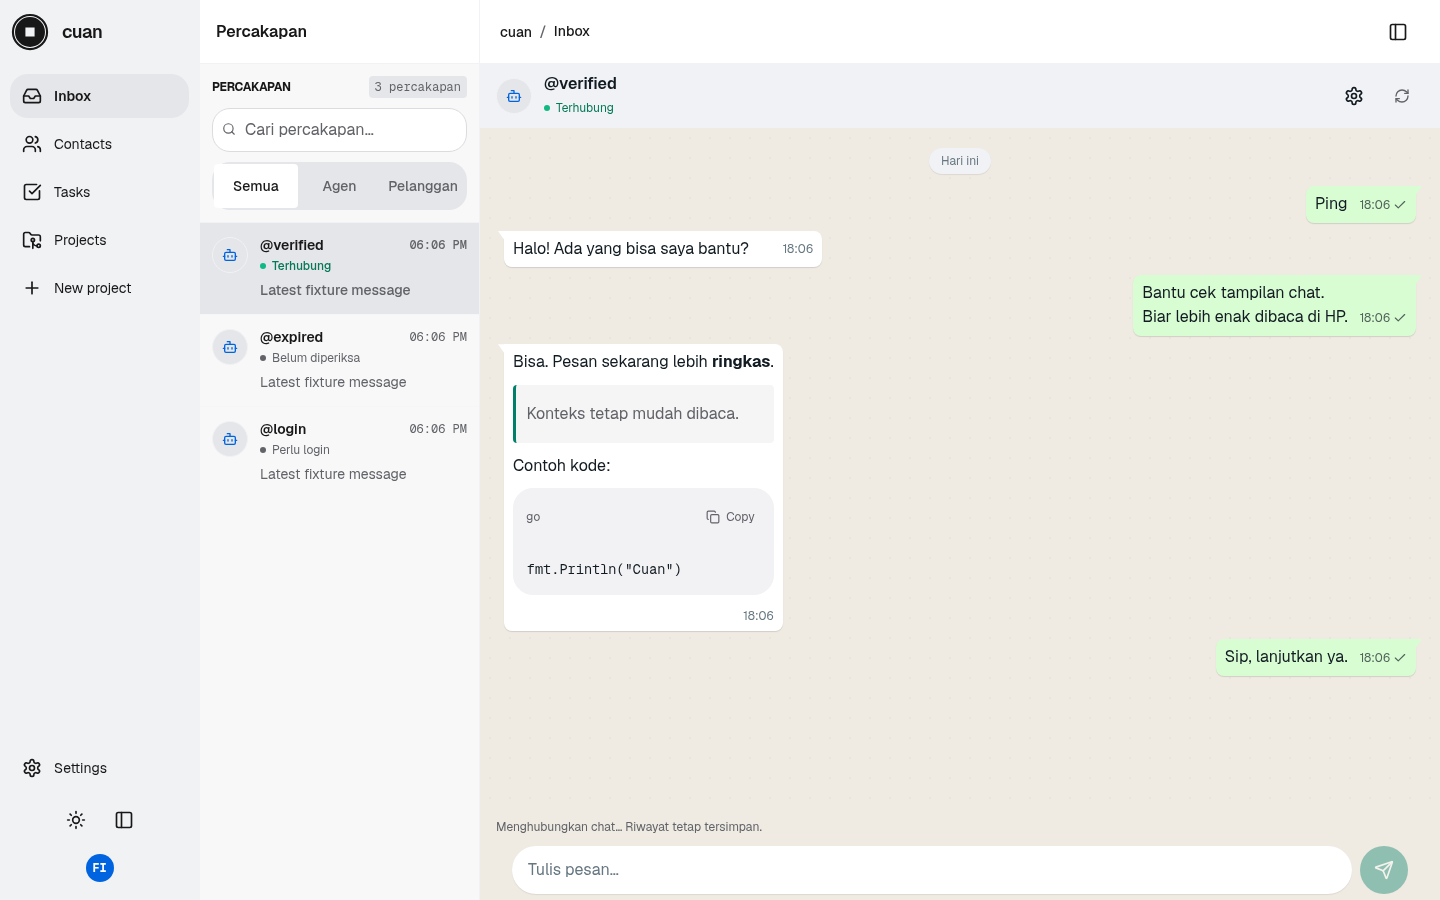 cuan
Inbox
Contacts
Tasks
Projects
New project
Settings
FI
Percakapan
PERCAKAPAN
3 percakapan
Cari percakapan...
Semua
Agen
Pelanggan
@verified
06:06 PM
Terhubung
Latest fixture message
@expired
06:06 PM
Belum diperiksa
Latest fixture message
@login
06:06 PM
Perlu login
Latest fixture message
cuan / Inbox
@verified
Terhubung
Hari ini
Ping 18:06
Halo! Ada yang bisa saya bantu? 18:06
Bantu cek tampilan chat.
Biar lebih enak dibaca di HP. 18:06
Bisa. Pesan sekarang lebih ringkas.
Konteks tetap mudah dibaca.
Contoh kode:
go
Copy
fmt.Println("Cuan")
18:06
Sip, lanjutkan ya. 18:06
Menghubungkan chat... Riwayat tetap tersimpan.
Tulis pesan...